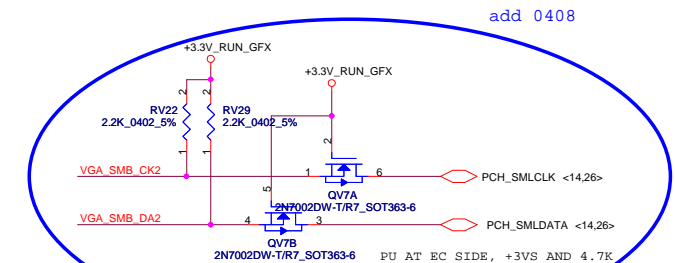 add 0408
+3.3V_RUN_GFX
+3.3V_RUN_GFX
2 2
RV22 RV29
2.2K_0402_5% 2.2K_0402_5%
2
1 1
VGA_SMB_CK2 1 6 PCH_SMLCLK <14,26>
QV7A
5 2N7002DW-T/R7_SOT363-6
VGA_SMB_DA2 4 3 PCH_SMLDATA <14,26>
QV7B
2N7002DW-T/R7_SOT363-6 PU AT EC SIDE, +3VS AND 4.7K